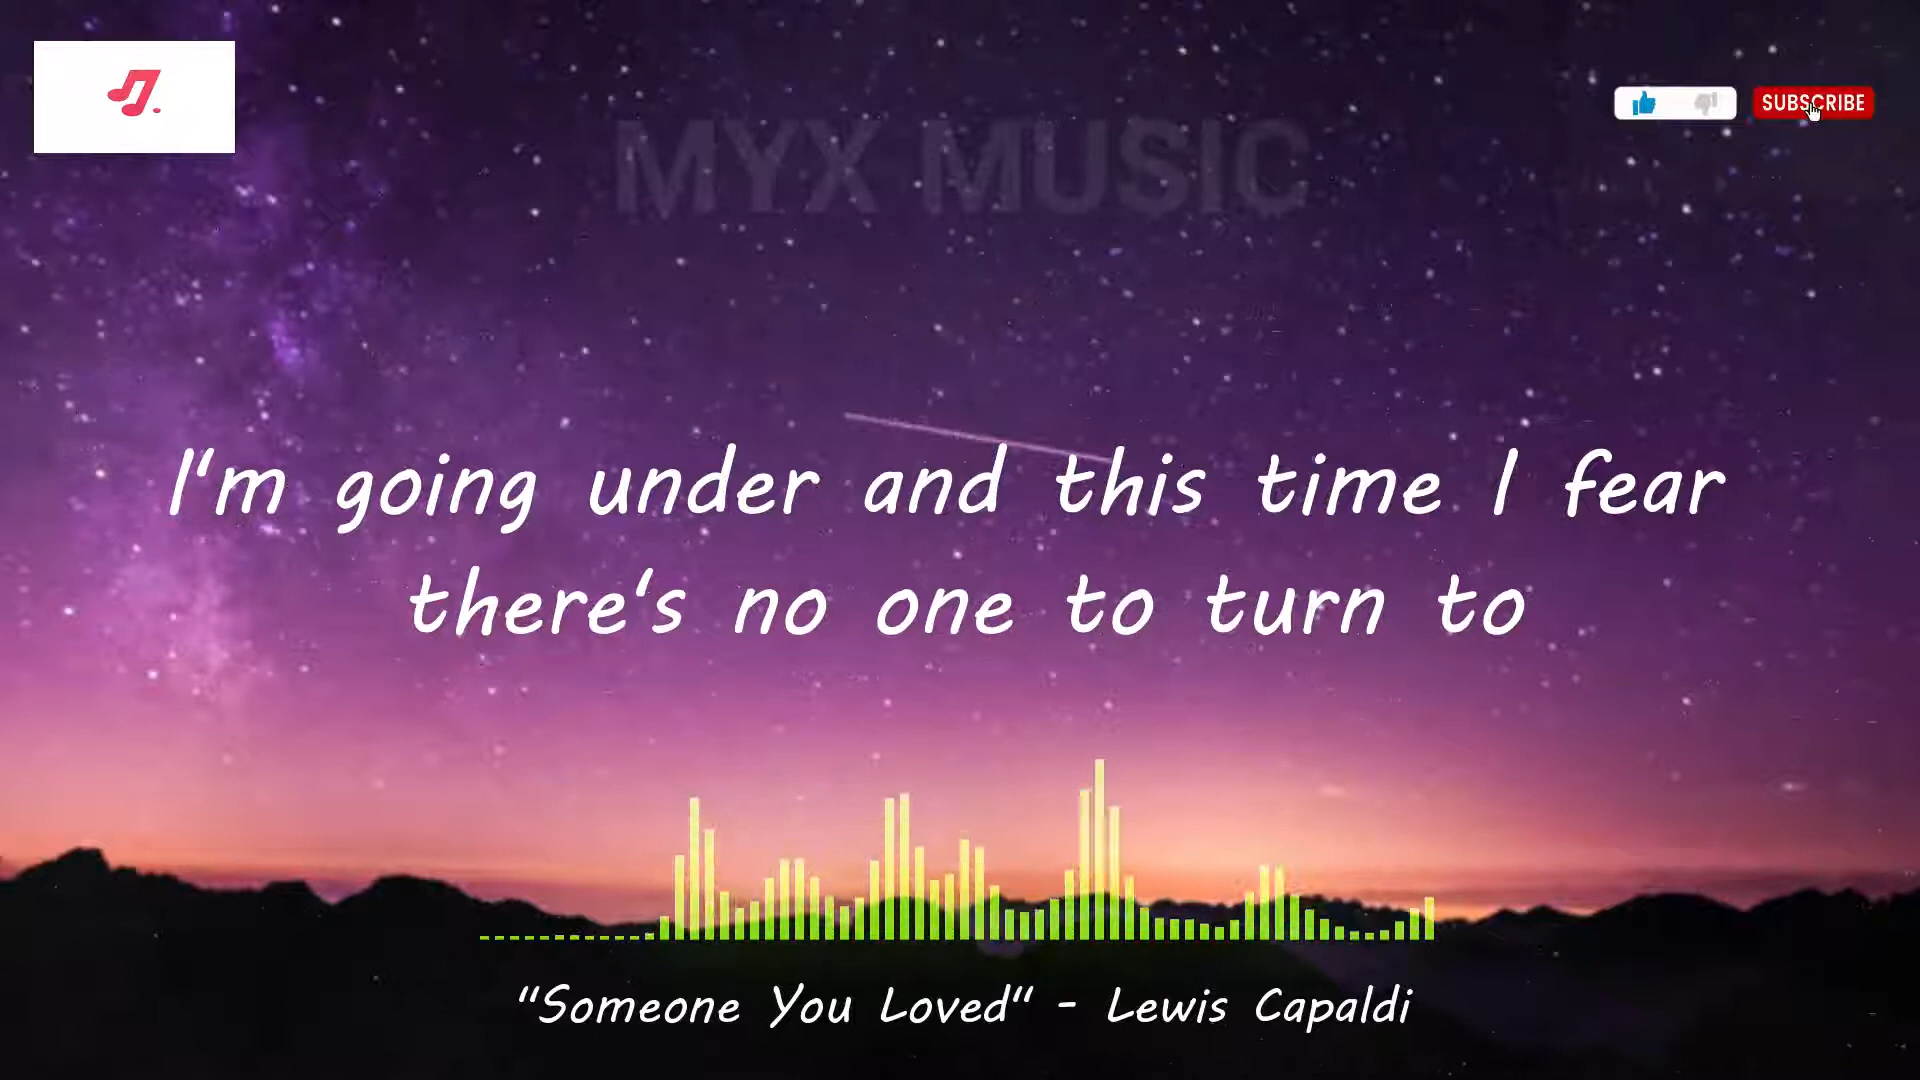 MYX MUSIC
SUBSCRIBE
I'm going under and this time I fear
there's no one to turn to
"Someone You Loved" - Lewis Capaldi